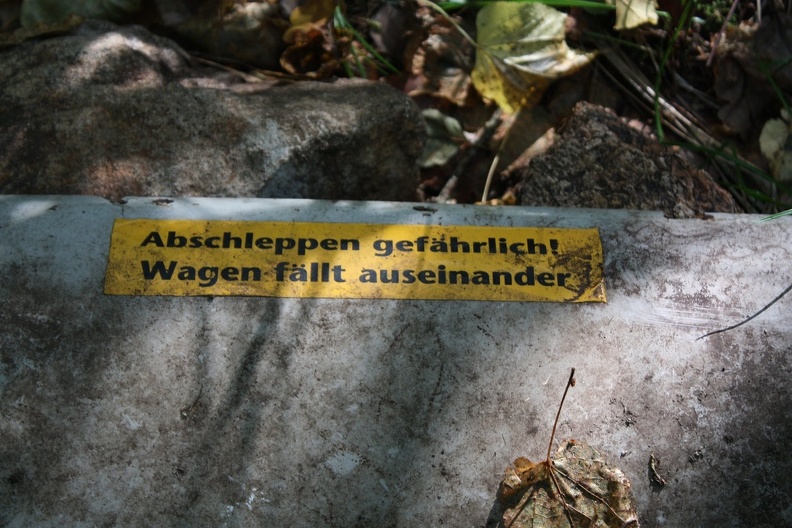 Abschleppen gefährlich!
Wagen fällt auseinander